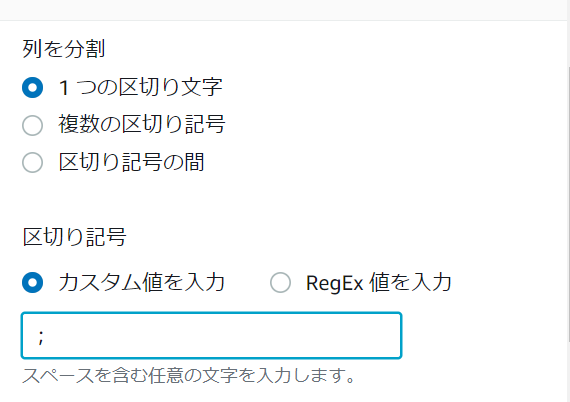 列を分割
1 つの区切り文字
複数の区切り記号
区切り記号の間
区切り記号
カスタム値を入力 RegEx 値を入力
;
スペースを含む任意の文字を入力します。